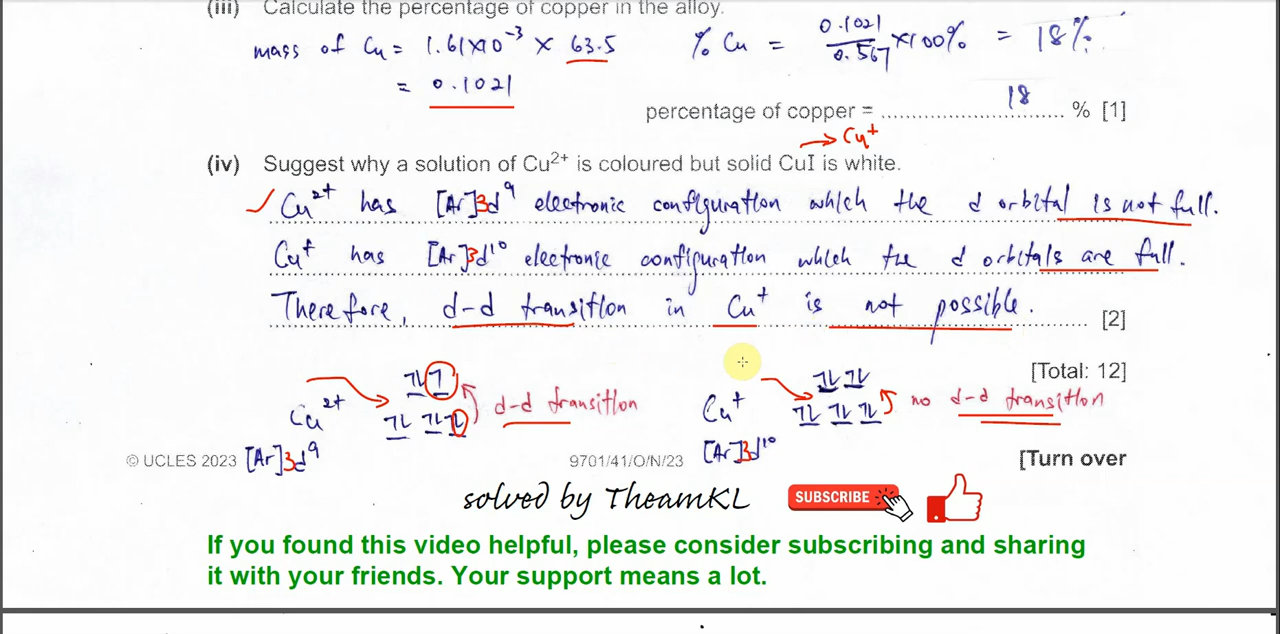 (iii) Calculate the percentage of copper in the alloy.
mass of Cu = 1.61×10⁻³ × 63.5
= 0.1021
% Cu = 0.1021/0.567 ×100% = 18%
18
percentage of copper = .......... % [1]
→ Cu⁺
(iv) Suggest why a solution of Cu²⁺ is coloured but solid CuI is white.
✓ Cu²⁺ has [Ar]3d⁹ electronic configuration which the d orbital is not full.
Cu⁺ has [Ar]3d¹⁰ electronic configuration which the d orbitals are full.
Therefore, d-d transition in Cu⁺ is not possible. [2]
[Total: 12]
Cu²⁺ d-d transition
[Ar]3d⁹
Cu⁺ no d-d transition
[Ar]3d¹⁰
© UCLES 2023
9701/41/O/N/23
[Turn over
solved by TheamKL
SUBSCRIBE
If you found this video helpful, please consider subscribing and sharing
it with your friends. Your support means a lot.